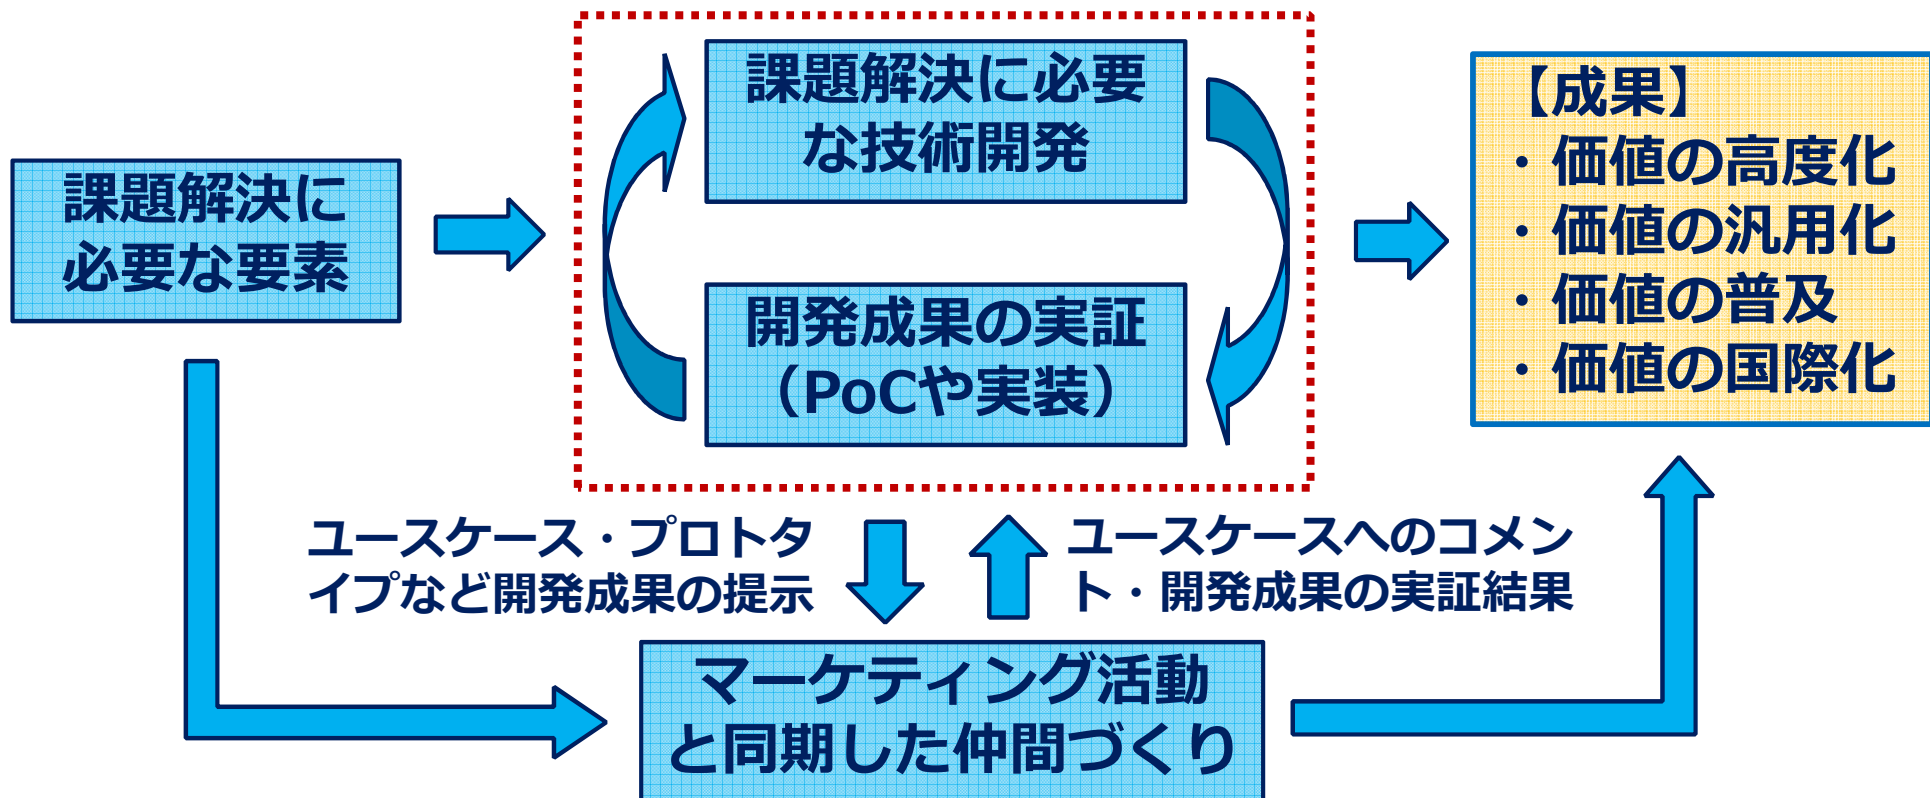 課題解決に
必要な要素
課題解決に必要
な技術開発
開発成果の実証
（PoCや実装）
【成果】
・価値の高度化
・価値の汎用化
・価値の普及
・価値の国際化
ユースケース・プロトタ
イプなど開発成果の提示
ユースケースへのコメン
ト・開発成果の実証結果
マーケティング活動
と同期した仲間づくり